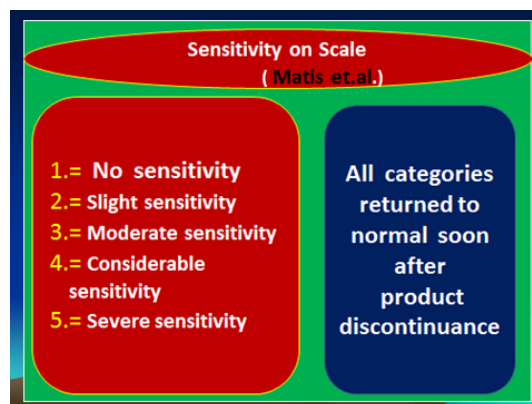 Sensitivity on Scale
( Matis et.al.)
1.= No sensitivity
2.= Slight sensitivity
3.= Moderate sensitivity
4.= Considerable
sensitivity
5.= Severe sensitivity
All categories
returned to
normal soon
after
product
discontinuance